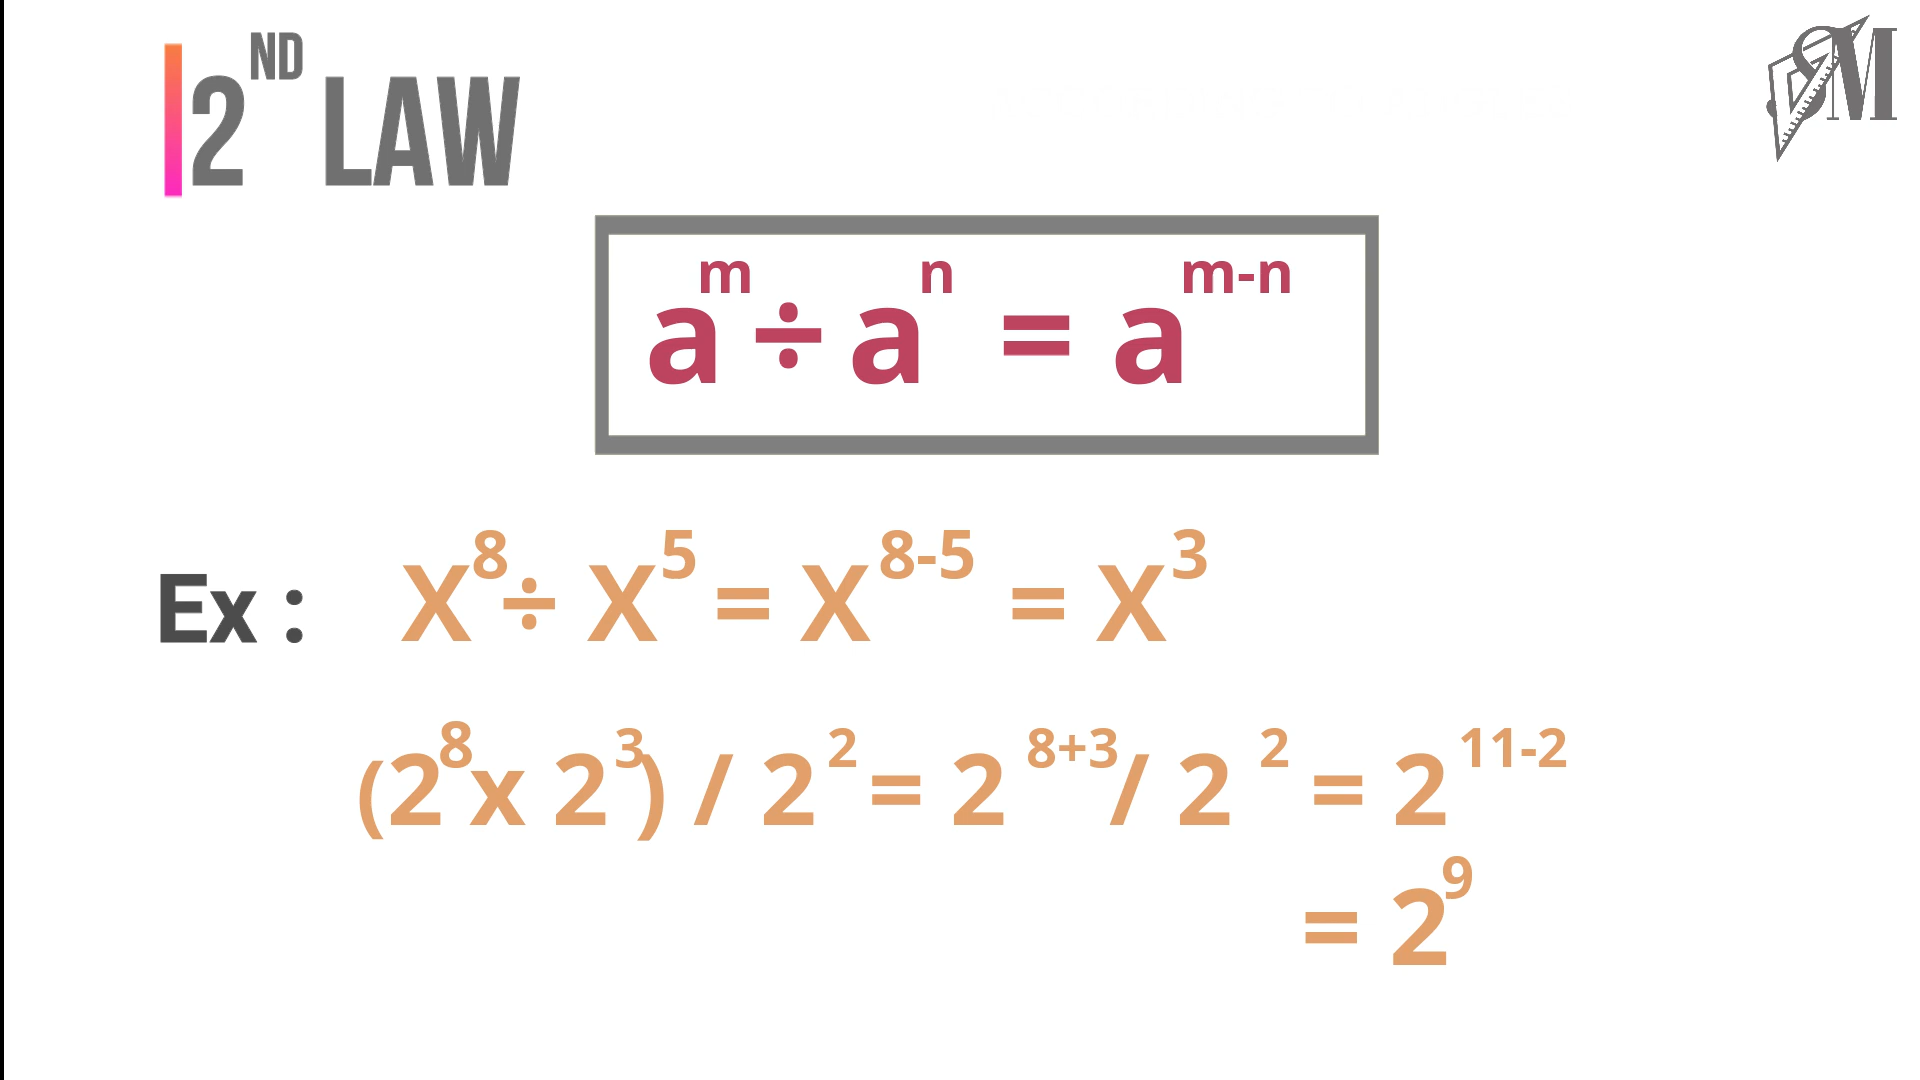 2ND LAW
SM
a^m ÷ a^n = a^m-n
Ex : X^8 ÷ X^5 = X^8-5 = X^3
(2^8 x 2^3) / 2^2 = 2^8+3 / 2^2 = 2^11-2
= 2^9